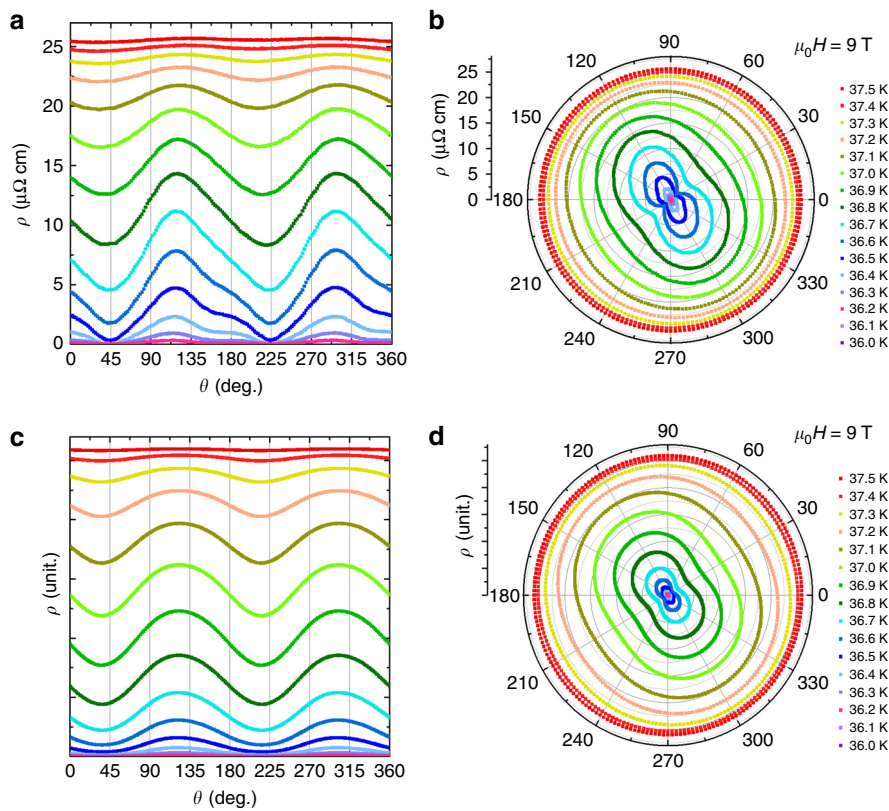 a
25
20
15
10
5
0
ρ (μΩ cm)
0 45 90 135 180 225 270 315 360
θ (deg.)
b
μ0H = 9 T
25
20
15
10
5
0
ρ (μΩ cm)
90
60
30
0
330
300
270
240
210
180
150
120
37.5 K
37.4 K
37.3 K
37.2 K
37.1 K
37.0 K
36.9 K
36.8 K
36.7 K
36.6 K
36.5 K
36.4 K
36.3 K
36.2 K
36.1 K
36.0 K
c
ρ (unit.)
0 45 90 135 180 225 270 315 360
θ (deg.)
d
μ0H = 9 T
ρ (unit.)
90
60
30
0
330
300
270
240
210
180
150
120
37.5 K
37.4 K
37.3 K
37.2 K
37.1 K
37.0 K
36.9 K
36.8 K
36.7 K
36.6 K
36.5 K
36.4 K
36.3 K
36.2 K
36.1 K
36.0 K